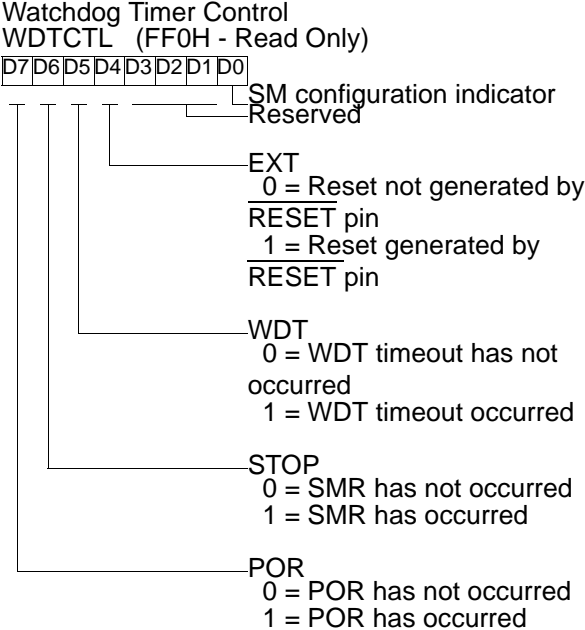 Watchdog Timer Control
WDTCTL (FF0H - Read Only)
D7 D6 D5 D4 D3 D2 D1 D0
SM configuration indicator
Reserved
EXT
0 = Reset not generated by
RESET pin
1 = Reset generated by
RESET pin
WDT
0 = WDT timeout has not
occurred
1 = WDT timeout occurred
STOP
0 = SMR has not occurred
1 = SMR has occurred
POR
0 = POR has not occurred
1 = POR has occurred